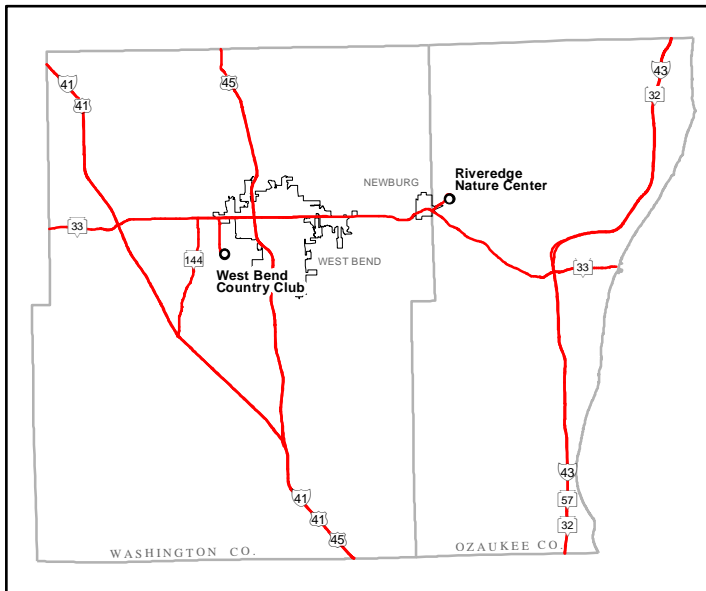 41
41
45
43
32
NEWBURG
Riveredge
Nature Center
33
144
WEST BEND
West Bend
Country Club
33
43
57
32
41
41
45
WASHINGTON CO.
OZAUKEE CO.